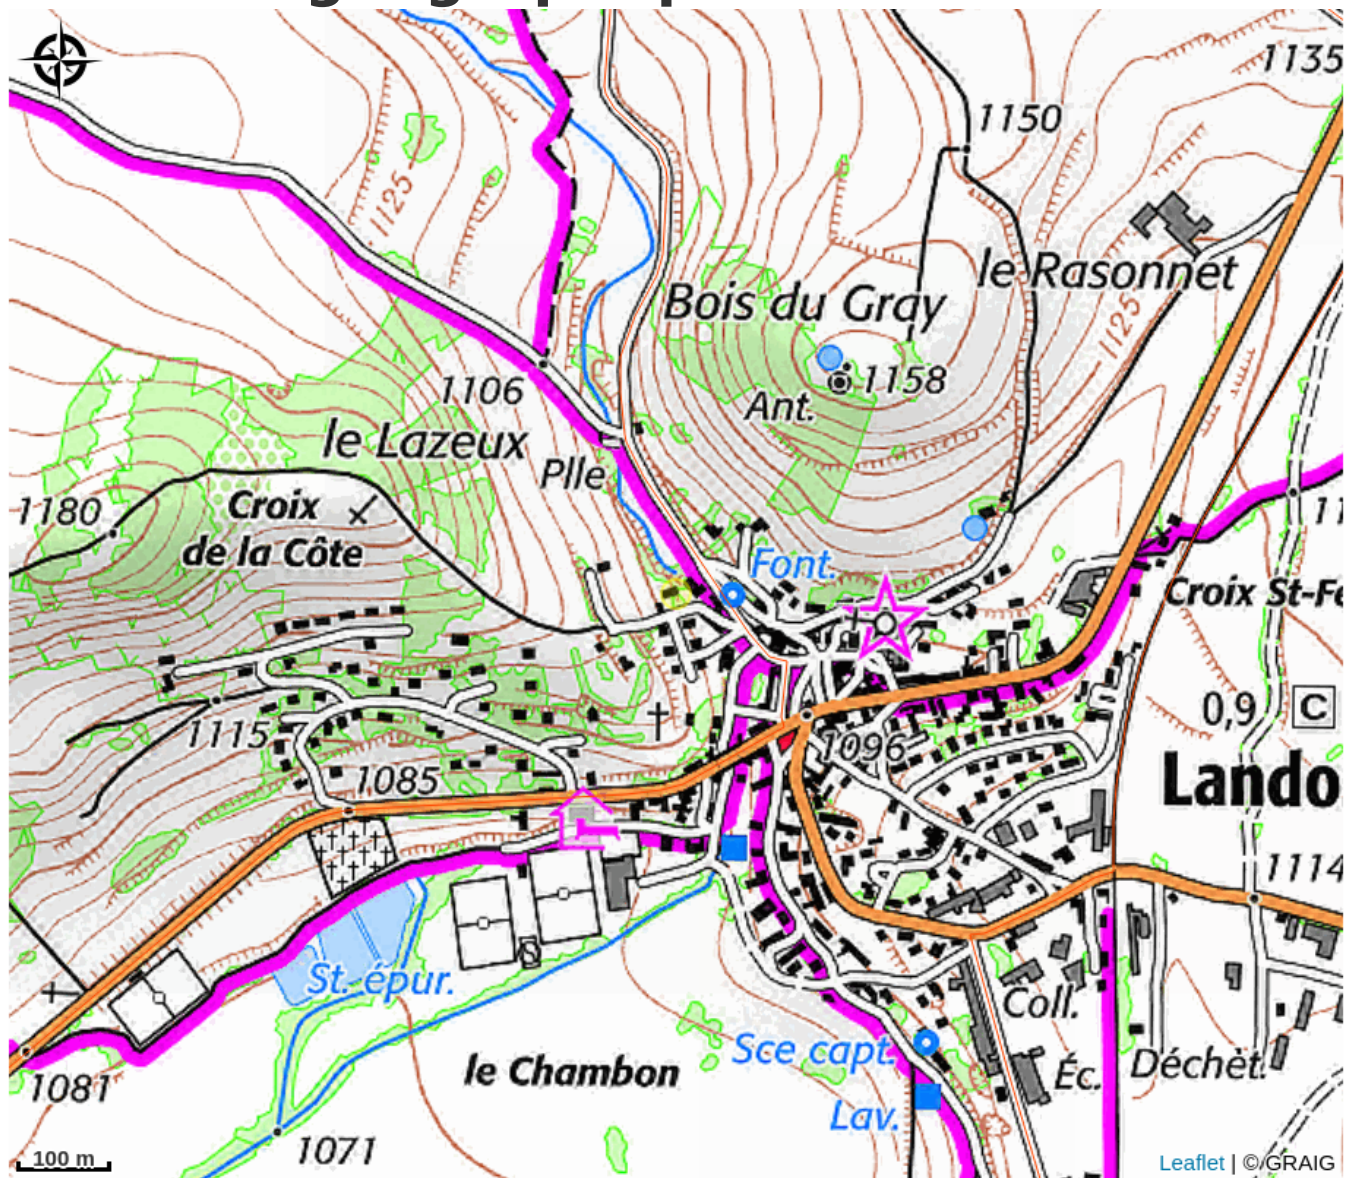 1135
1150
1125
le Rasonnet
Bois du Gray
1125
1158
Ant.
1106
le Lazeux
Plle
1180
Croix
de la Côte
Font.
Croix St-Fe
0,9 C
1115
1096
1085
Lando
1114
St. épur.
Coll.
Sce capt.
le Chambon
Éc.
Déchèt.
1081
Lav.
1071
100 m
Leaflet | © GRAIG